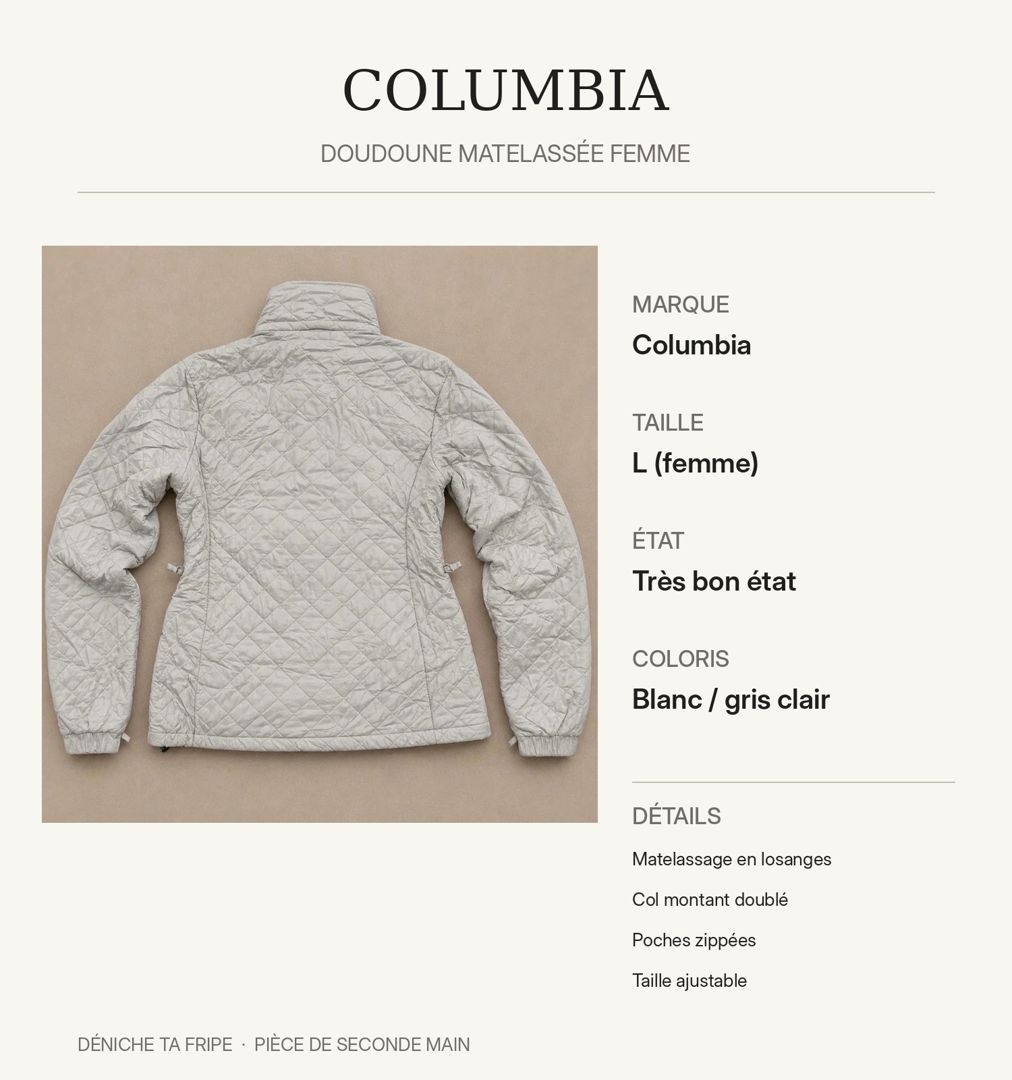 COLUMBIA
DOUDOUNE MATELASSÉE FEMME
MARQUE
Columbia
TAILLE
L (femme)
ÉTAT
Très bon état
COLORIS
Blanc / gris clair
DÉTAILS
Matelassage en losanges
Col montant doublé
Poches zippées
Taille ajustable
DÉNICHE TA FRIPE · PIÈCE DE SECONDE MAIN